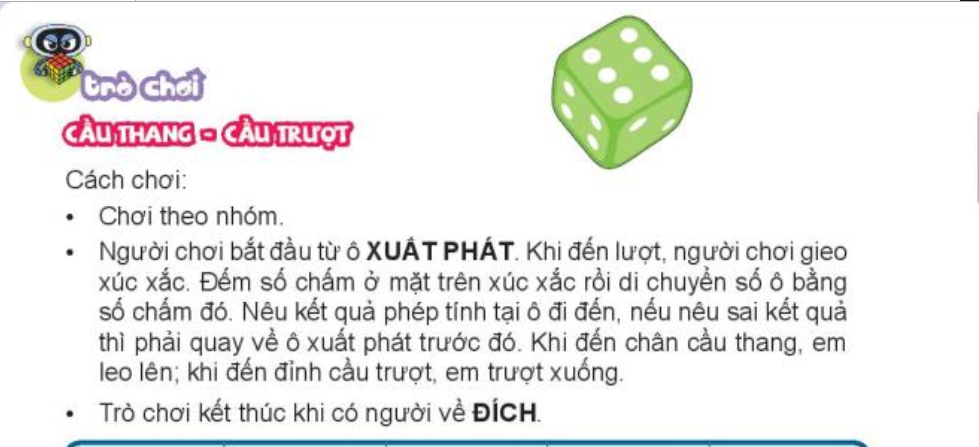 trò chơi
CẦU THANG - CẦU TRƯỢT
Cách chơi:
• Chơi theo nhóm.
• Người chơi bắt đầu từ ô XUẤT PHÁT. Khi đến lượt, người chơi gieo
xúc xắc. Đếm số chấm ở mặt trên xúc xắc rồi di chuyển số ô bằng
số chấm đó. Nêu kết quả phép tính tại ô đi đến, nếu nêu sai kết quả
thì phải quay về ô xuất phát trước đó. Khi đến chân cầu thang, em
leo lên; khi đến đỉnh cầu trượt, em trượt xuống.
• Trò chơi kết thúc khi có người về ĐÍCH.